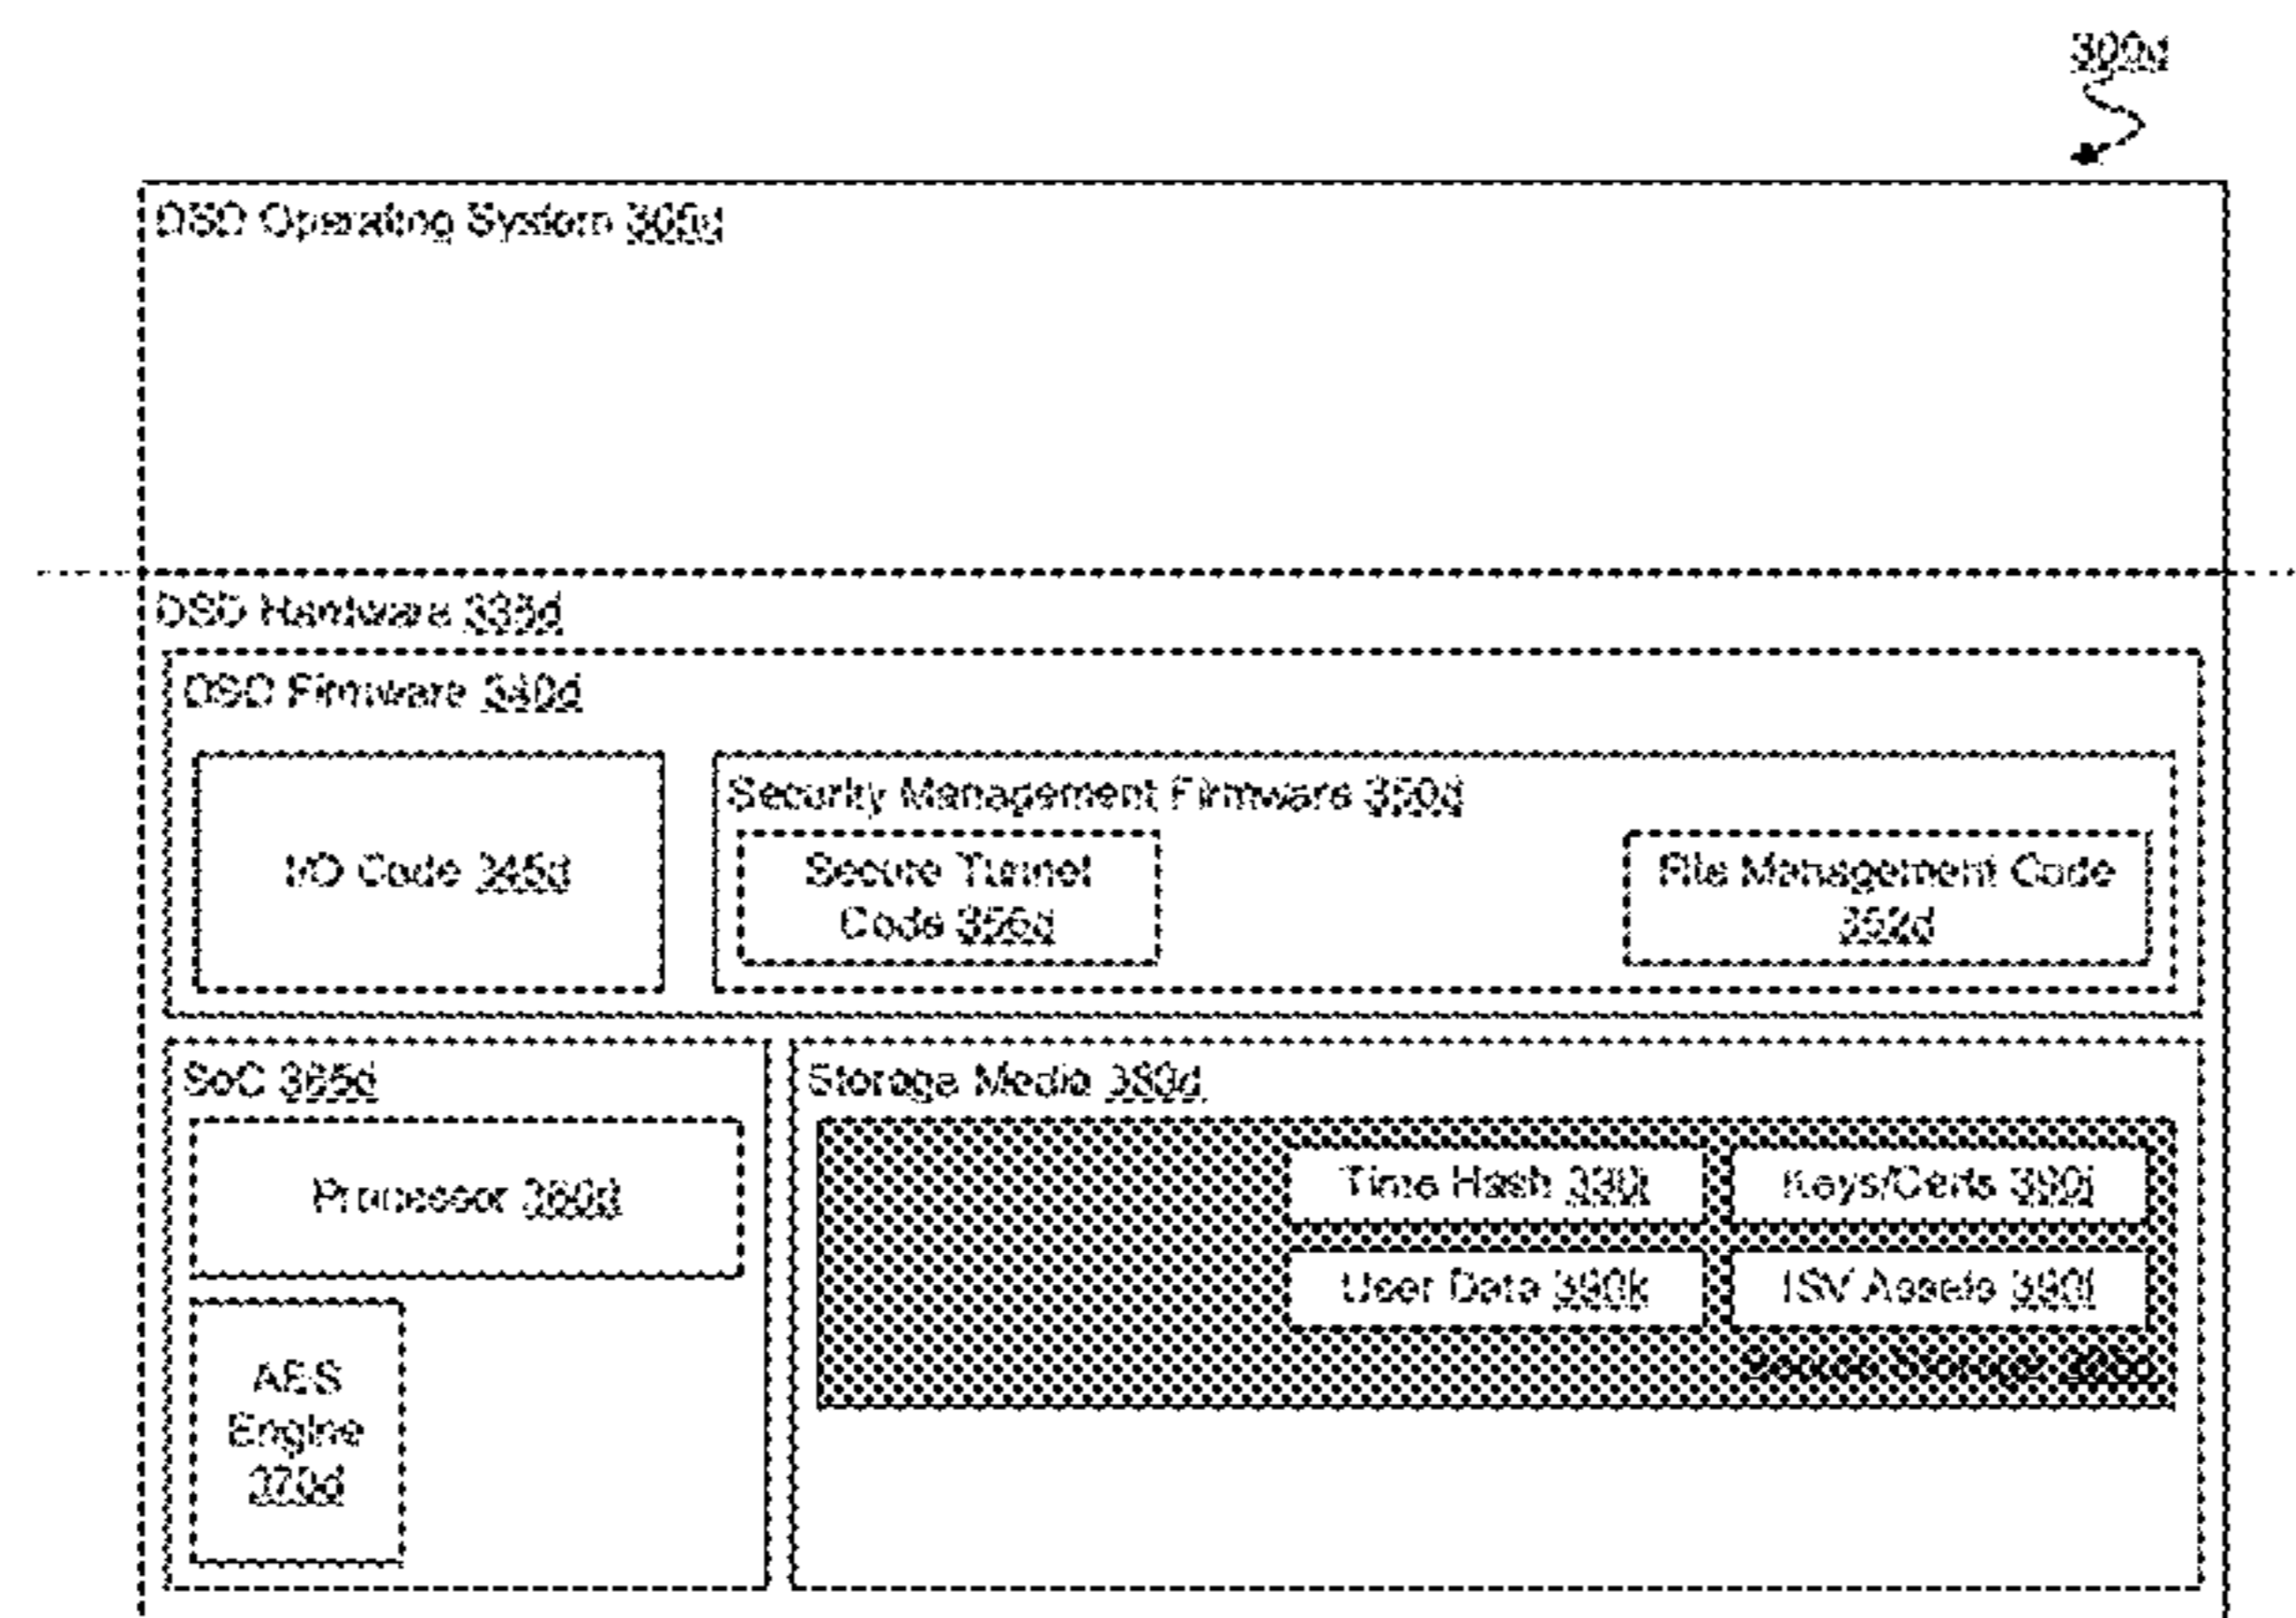 300d
DSD Operating System 305d
DSD Hardware 335d
DSD Firmware 340d
I/O Code 345d
Security Management Firmware 350d
Secure Tunnel
Code 356d
File Management Code
352d
SoC 365d
Processor 360d
AES
Engine
370d
Storage Media 380d
Time Hash 390i
Keys/Certs 390j
User Data 390k
ISV Assets 390l
Secure Storage